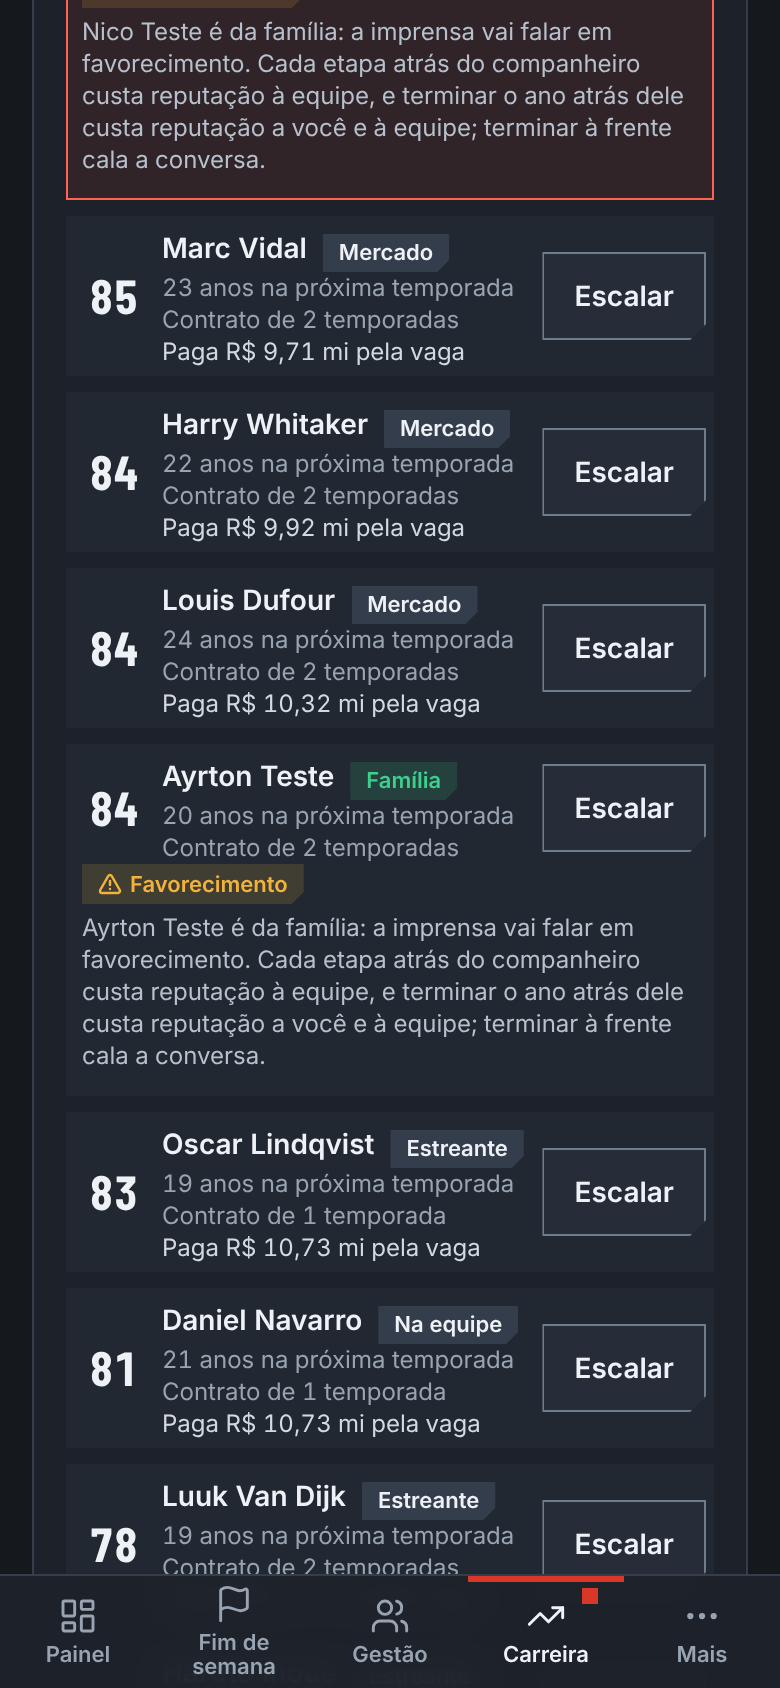 Nico Teste é da família: a imprensa vai falar em
favorecimento. Cada etapa atrás do companheiro
custa reputação à equipe, e terminar o ano atrás dele
custa reputação a você e à equipe; terminar à frente
cala a conversa.
Marc Vidal Mercado
85
23 anos na próxima temporada
Contrato de 2 temporadas
Paga R$ 9,71 mi pela vaga
Escalar
Harry Whitaker Mercado
84
22 anos na próxima temporada
Contrato de 2 temporadas
Paga R$ 9,92 mi pela vaga
Escalar
Louis Dufour Mercado
84
24 anos na próxima temporada
Contrato de 2 temporadas
Paga R$ 10,32 mi pela vaga
Escalar
Ayrton Teste Família
84
20 anos na próxima temporada
Contrato de 2 temporadas
Escalar
Favorecimento
Ayrton Teste é da família: a imprensa vai falar em
favorecimento. Cada etapa atrás do companheiro
custa reputação à equipe, e terminar o ano atrás dele
custa reputação a você e à equipe; terminar à frente
cala a conversa.
Oscar Lindqvist Estreante
83
19 anos na próxima temporada
Contrato de 1 temporada
Paga R$ 10,73 mi pela vaga
Escalar
Daniel Navarro Na equipe
81
21 anos na próxima temporada
Contrato de 1 temporada
Paga R$ 10,73 mi pela vaga
Escalar
Luuk Van Dijk Estreante
78
19 anos na próxima temporada
Contrato de 2 temporadas
Escalar
Painel
Fim de
semana
Gestão
Carreira
Mais